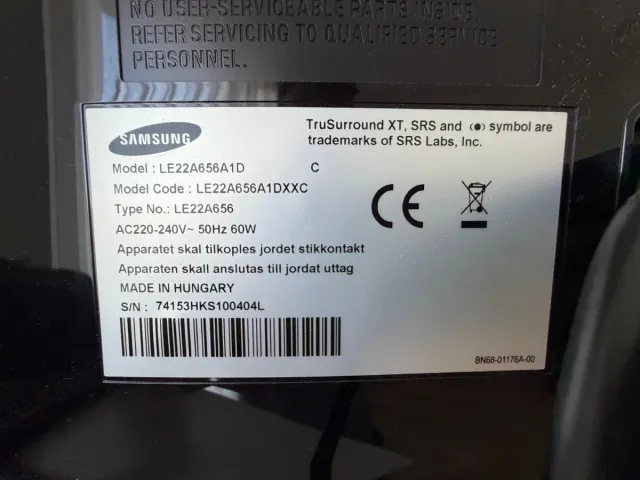 NO USER-SERVICEABLE PARTS INSIDE.
REFER SERVICING TO QUALIFIED SERVICE
PERSONNEL.
SAMSUNG
TruSurround XT, SRS and (●) symbol are
trademarks of SRS Labs, Inc.
Model : LE22A656A1D C
Model Code : LE22A656A1DXXC
Type No.: LE22A656
AC220-240V~ 50Hz 60W
Apparatet skal tilkoples jordet stikkontakt
Apparaten skall anslutas till jordat uttag
MADE IN HUNGARY
S/N : 74153HKS100404L
CE
BN68-01176A-00